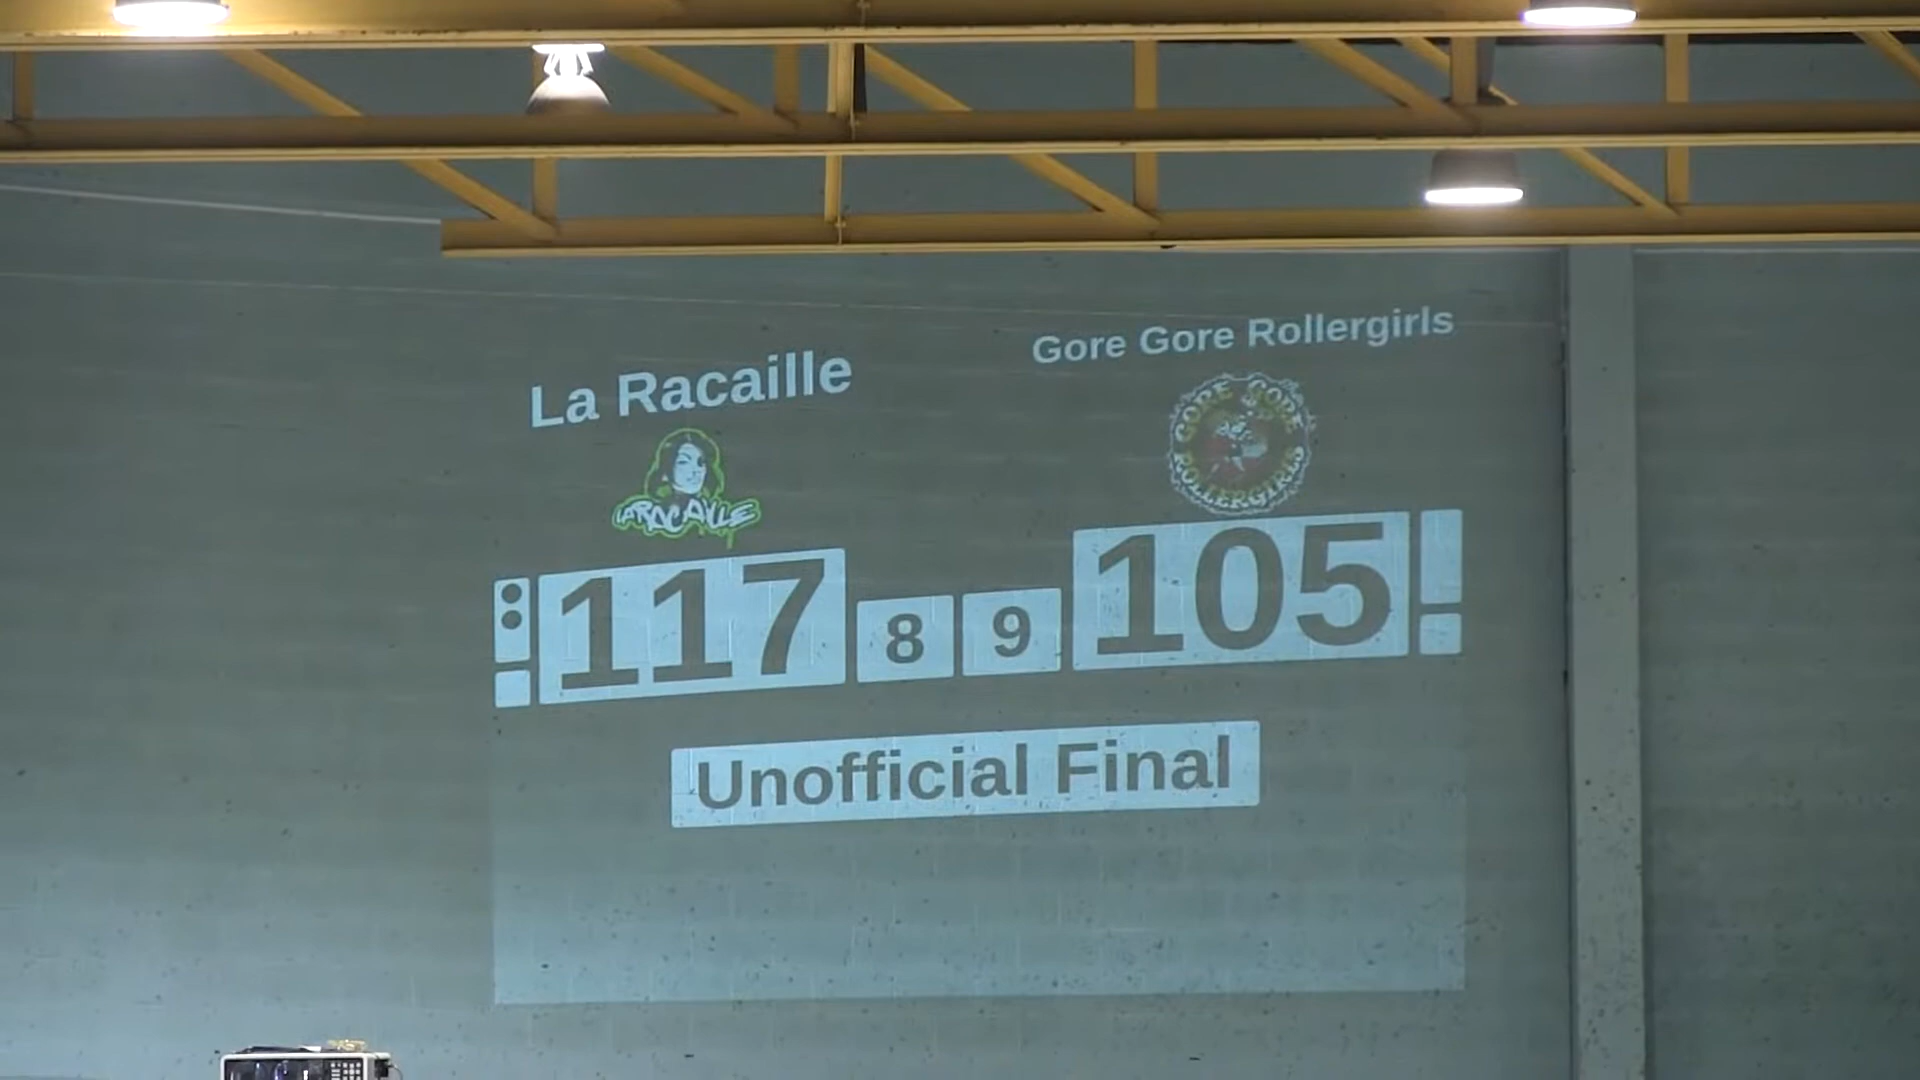 La Racaille
Gore Gore Rollergirls
LA RACAILLE
GORE GORE
ROLLERGIRLS
117 8 9 105
Unofficial Final